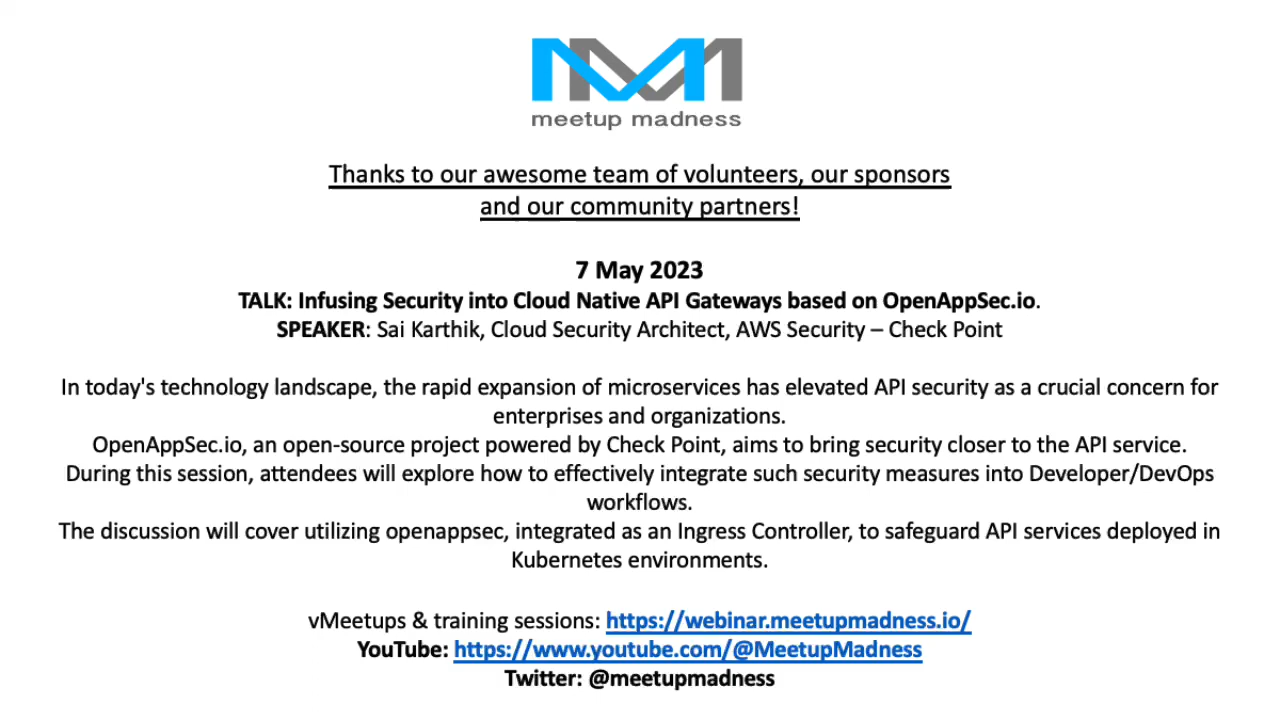 meetup madness
Thanks to our awesome team of volunteers, our sponsors
and our community partners!
7 May 2023
TALK: Infusing Security into Cloud Native API Gateways based on OpenAppSec.io.
SPEAKER: Sai Karthik, Cloud Security Architect, AWS Security – Check Point
In today's technology landscape, the rapid expansion of microservices has elevated API security as a crucial concern for
enterprises and organizations.
OpenAppSec.io, an open-source project powered by Check Point, aims to bring security closer to the API service.
During this session, attendees will explore how to effectively integrate such security measures into Developer/DevOps
workflows.
The discussion will cover utilizing openappsec, integrated as an Ingress Controller, to safeguard API services deployed in
Kubernetes environments.
vMeetups & training sessions: https://webinar.meetupmadness.io/
YouTube: https://www.youtube.com/@MeetupMadness
Twitter: @meetupmadness